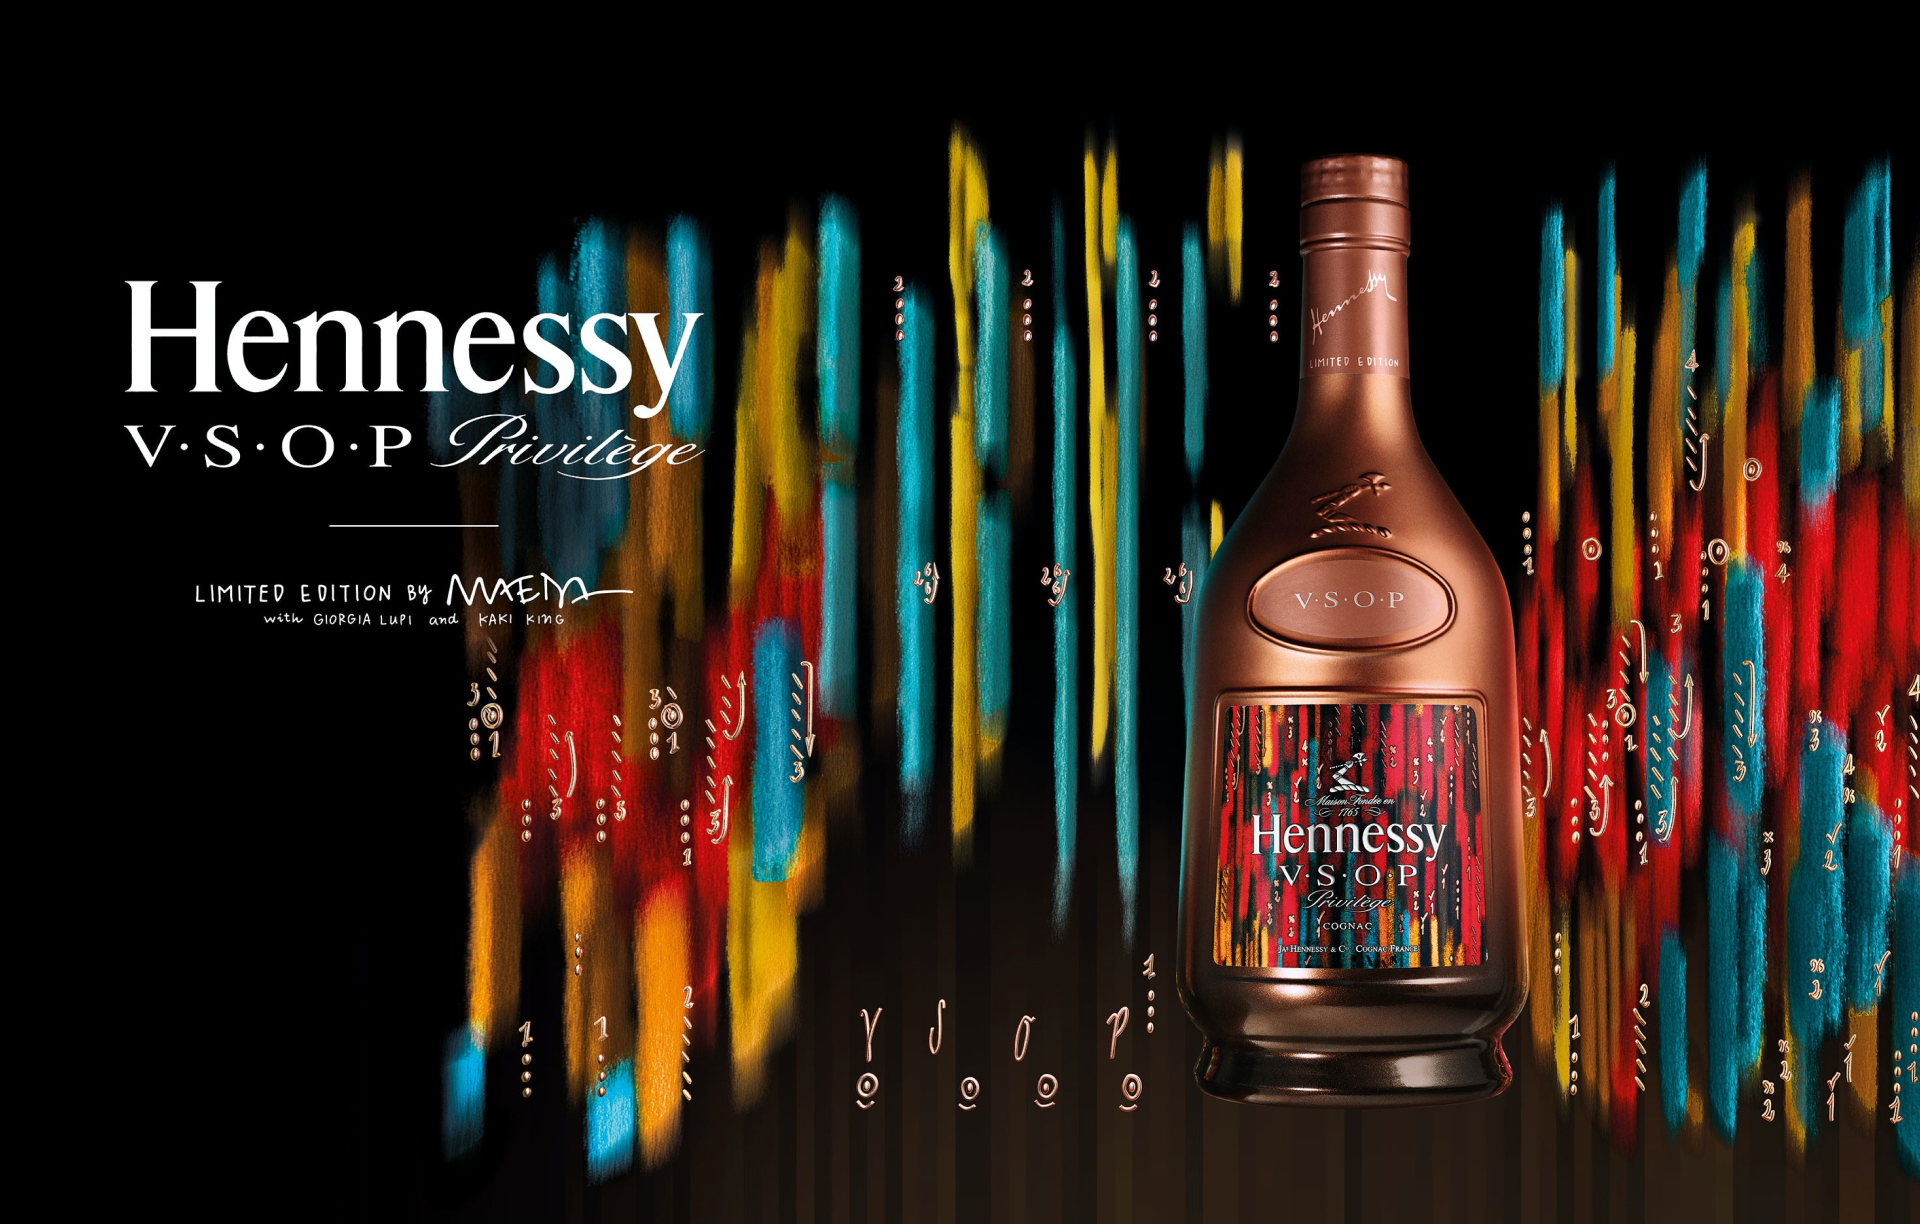 Hennessy
V·S·O·P Privilège
LIMITED EDITION BY MAEDA
with GIORGIA LUPI and KAKI KING
Hennessy
LIMITED EDITION
V·S·O·P
Maison Fondée en
1765
Hennessy
V·S·O·P
Privilège
COGNAC
JAS HENNESSY & CO. COGNAC FRANCE
V S O P